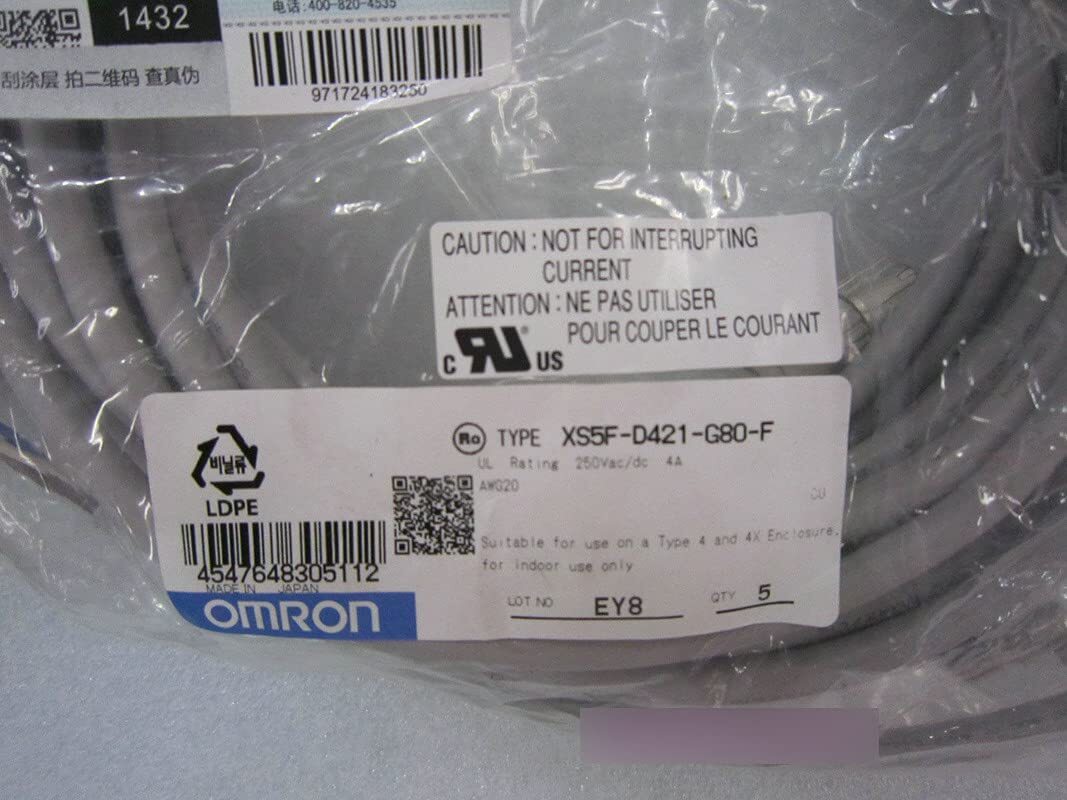 1432
电话:400-820-4535
刮涂层 拍二维码 查真伪
971724183250
CAUTION : NOT FOR INTERRUPTING
CURRENT
ATTENTION : NE PAS UTILISER
POUR COUPER LE COURANT
C RU ® US
비닐류
LDPE
Ro TYPE XS5F-D421-G80-F
UL Rating 250Vac/dc 4A
AWG20
CU
Suitable for use on a Type 4 and 4X Enclosure,
for indoor use only
4547648305112
MADE IN JAPAN
OMRON
LOT NO EY8 QTY 5